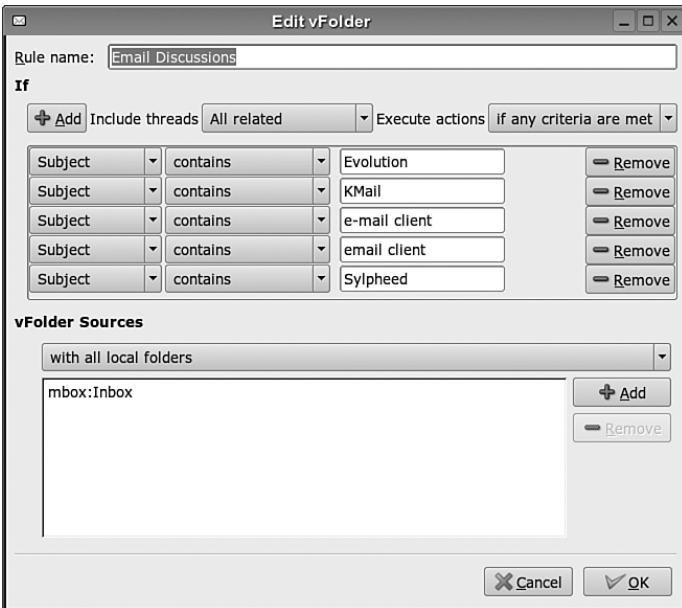 Edit vFolder
Rule name: Email Discussions
If
Add Include threads All related Execute actions if any criteria are met
Subject contains Evolution Remove
Subject contains KMail Remove
Subject contains e-mail client Remove
Subject contains email client Remove
Subject contains Sylpheed Remove
vFolder Sources
with all local folders
mbox:Inbox Add
Remove
Cancel OK